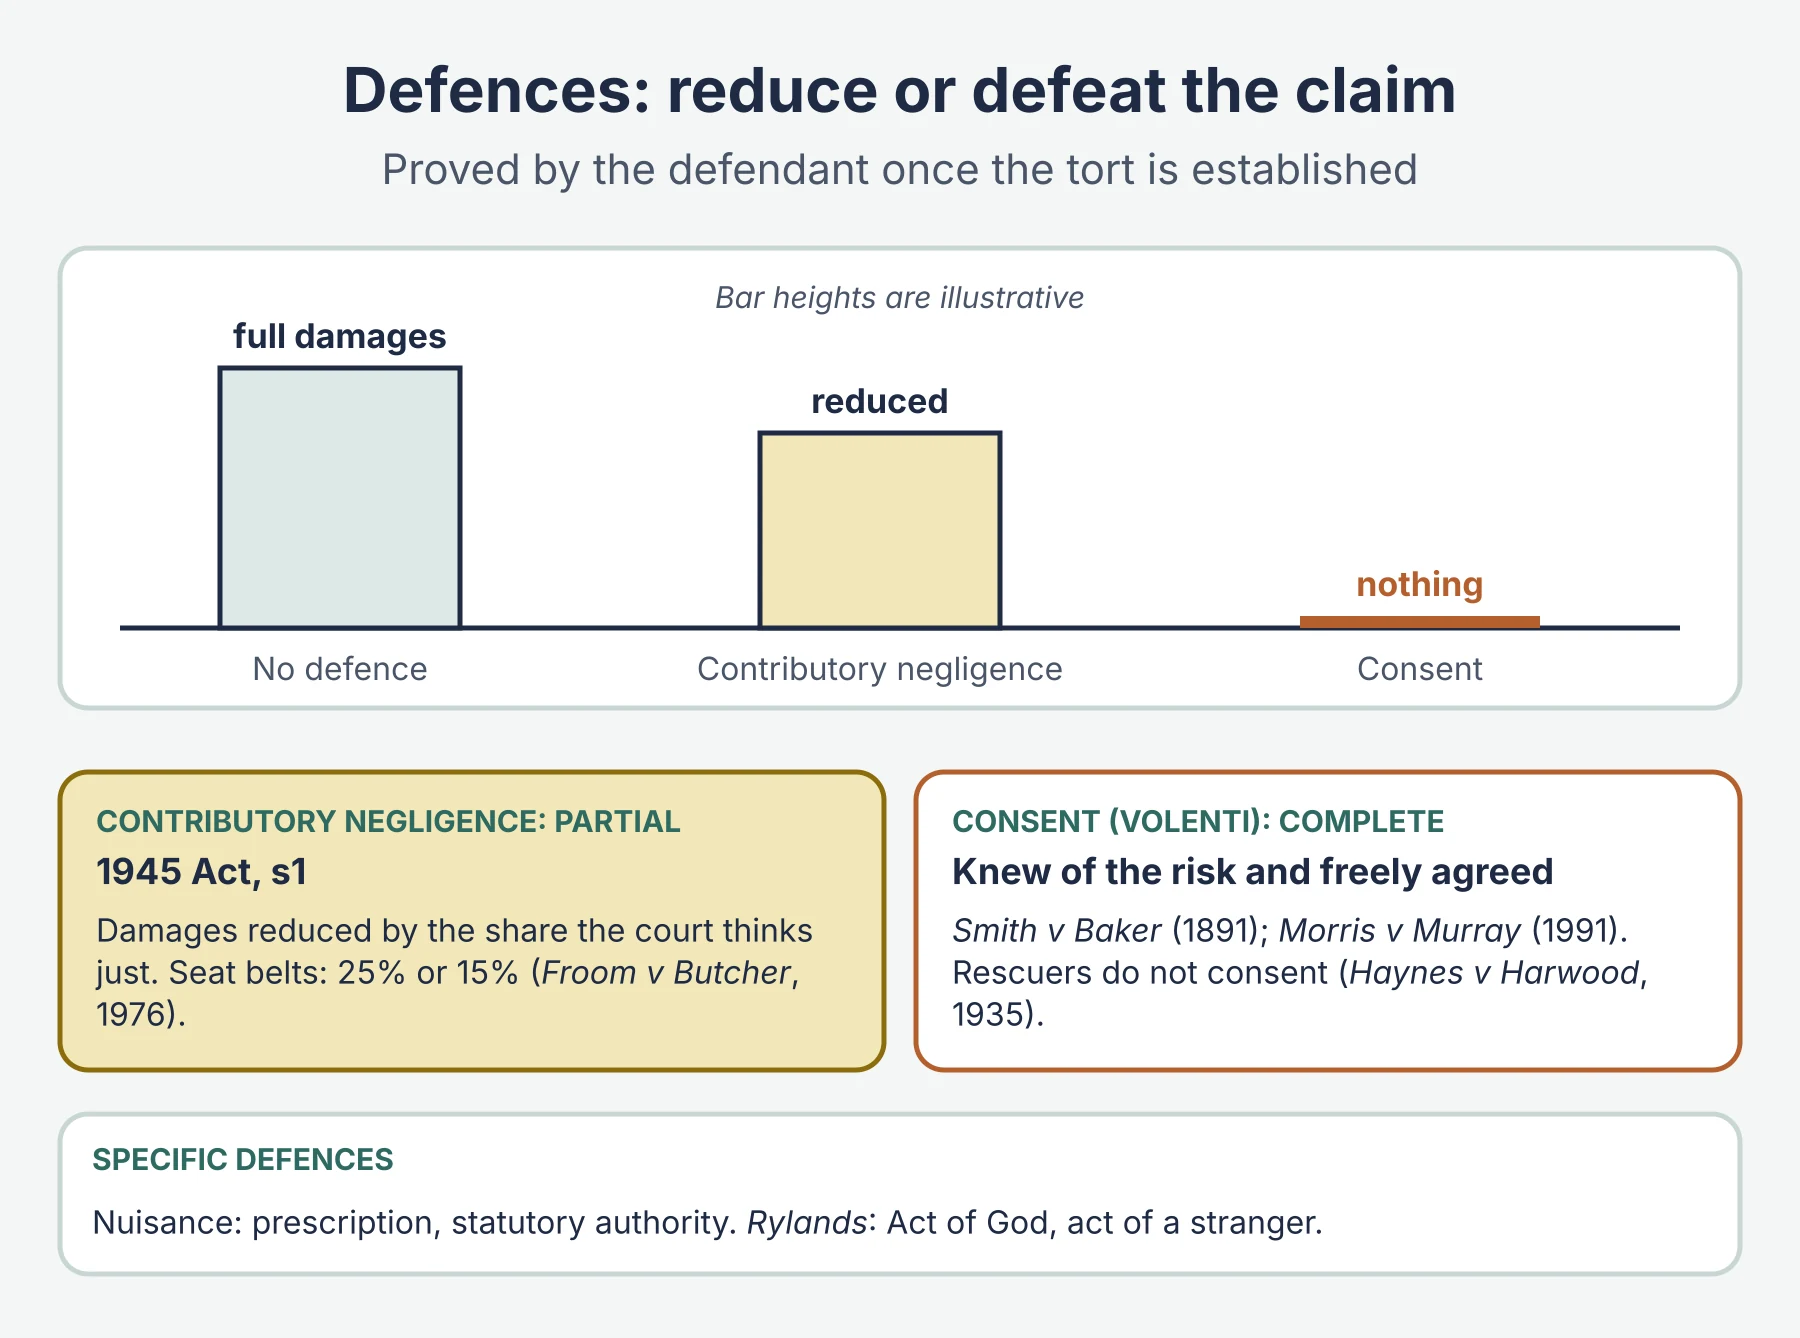 Defences: reduce or defeat the claim
Proved by the defendant once the tort is established
Bar heights are illustrative
full damages
reduced
nothing
No defence
Contributory negligence
Consent
CONTRIBUTORY NEGLIGENCE: PARTIAL
1945 Act, s1
Damages reduced by the share the court thinks
just. Seat belts: 25% or 15% (Froom v Butcher,
1976).
CONSENT (VOLENTI): COMPLETE
Knew of the risk and freely agreed
Smith v Baker (1891); Morris v Murray (1991).
Rescuers do not consent (Haynes v Harwood,
1935).
SPECIFIC DEFENCES
Nuisance: prescription, statutory authority. Rylands: Act of God, act of a stranger.